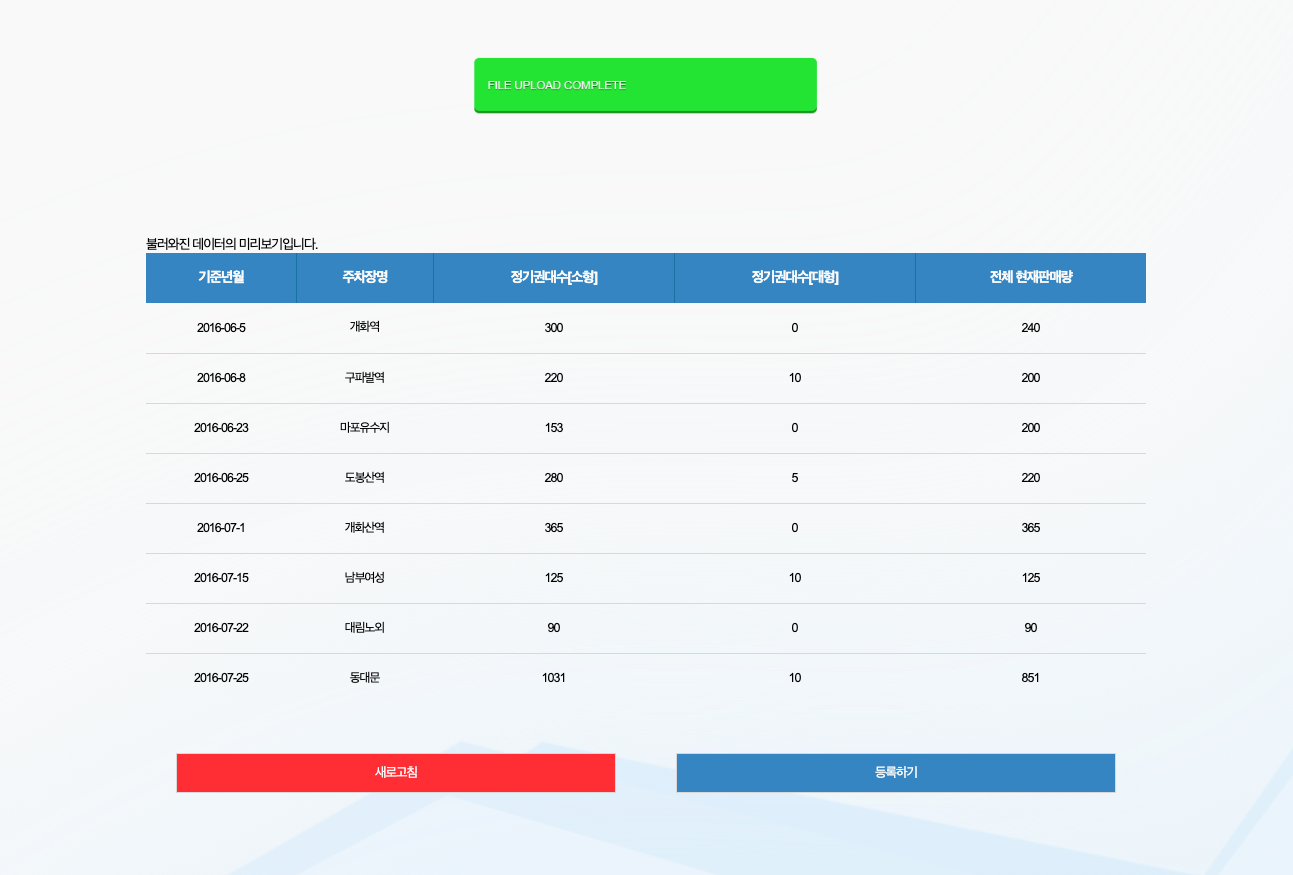 FILE UPLOAD COMPLETE
불러와진 데이터의 미리보기입니다.
기준년월 주차장명 정기권대수[소형] 정기권대수[대형] 전체 현재판매량
2016-06-5 개화역 300 0 240
2016-06-8 구파발역 220 10 200
2016-06-23 마포유수지 153 0 200
2016-06-25 도봉산역 280 5 220
2016-07-1 개화산역 365 0 365
2016-07-15 남부여성 125 10 125
2016-07-22 대림노외 90 0 90
2016-07-25 동대문 1031 10 851
새로고침 등록하기